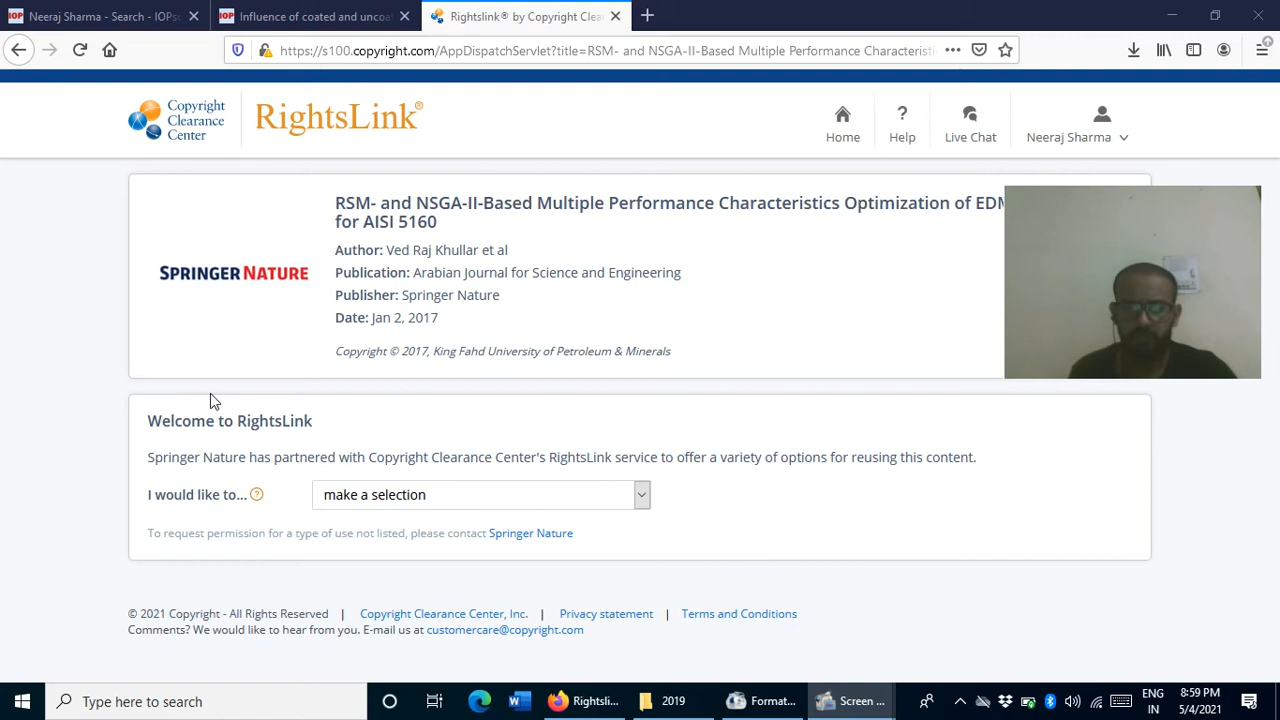 Neeraj Sharma - Search - IOPsc
Influence of coated and uncoat
Rightslink® by Copyright Clea
https://s100.copyright.com/AppDispatchServlet?title=RSM- and NSGA-II-Based Multiple Performance Characteristi
Copyright
Clearance
Center
RightsLink®
Home
Help
Live Chat
Neeraj Sharma
RSM- and NSGA-II-Based Multiple Performance Characteristics Optimization of EDM
for AISI 5160
SPRINGER NATURE
Author: Ved Raj Khullar et al
Publication: Arabian Journal for Science and Engineering
Publisher: Springer Nature
Date: Jan 2, 2017
Copyright © 2017, King Fahd University of Petroleum & Minerals
Welcome to RightsLink
Springer Nature has partnered with Copyright Clearance Center's RightsLink service to offer a variety of options for reusing this content.
I would like to... ? make a selection
To request permission for a type of use not listed, please contact Springer Nature
© 2021 Copyright - All Rights Reserved | Copyright Clearance Center, Inc. | Privacy statement | Terms and Conditions
Comments? We would like to hear from you. E-mail us at customercare@copyright.com
Type here to search
Rightsli...
2019
Format...
Screen ...
ENG
IN
8:59 PM
5/4/2021